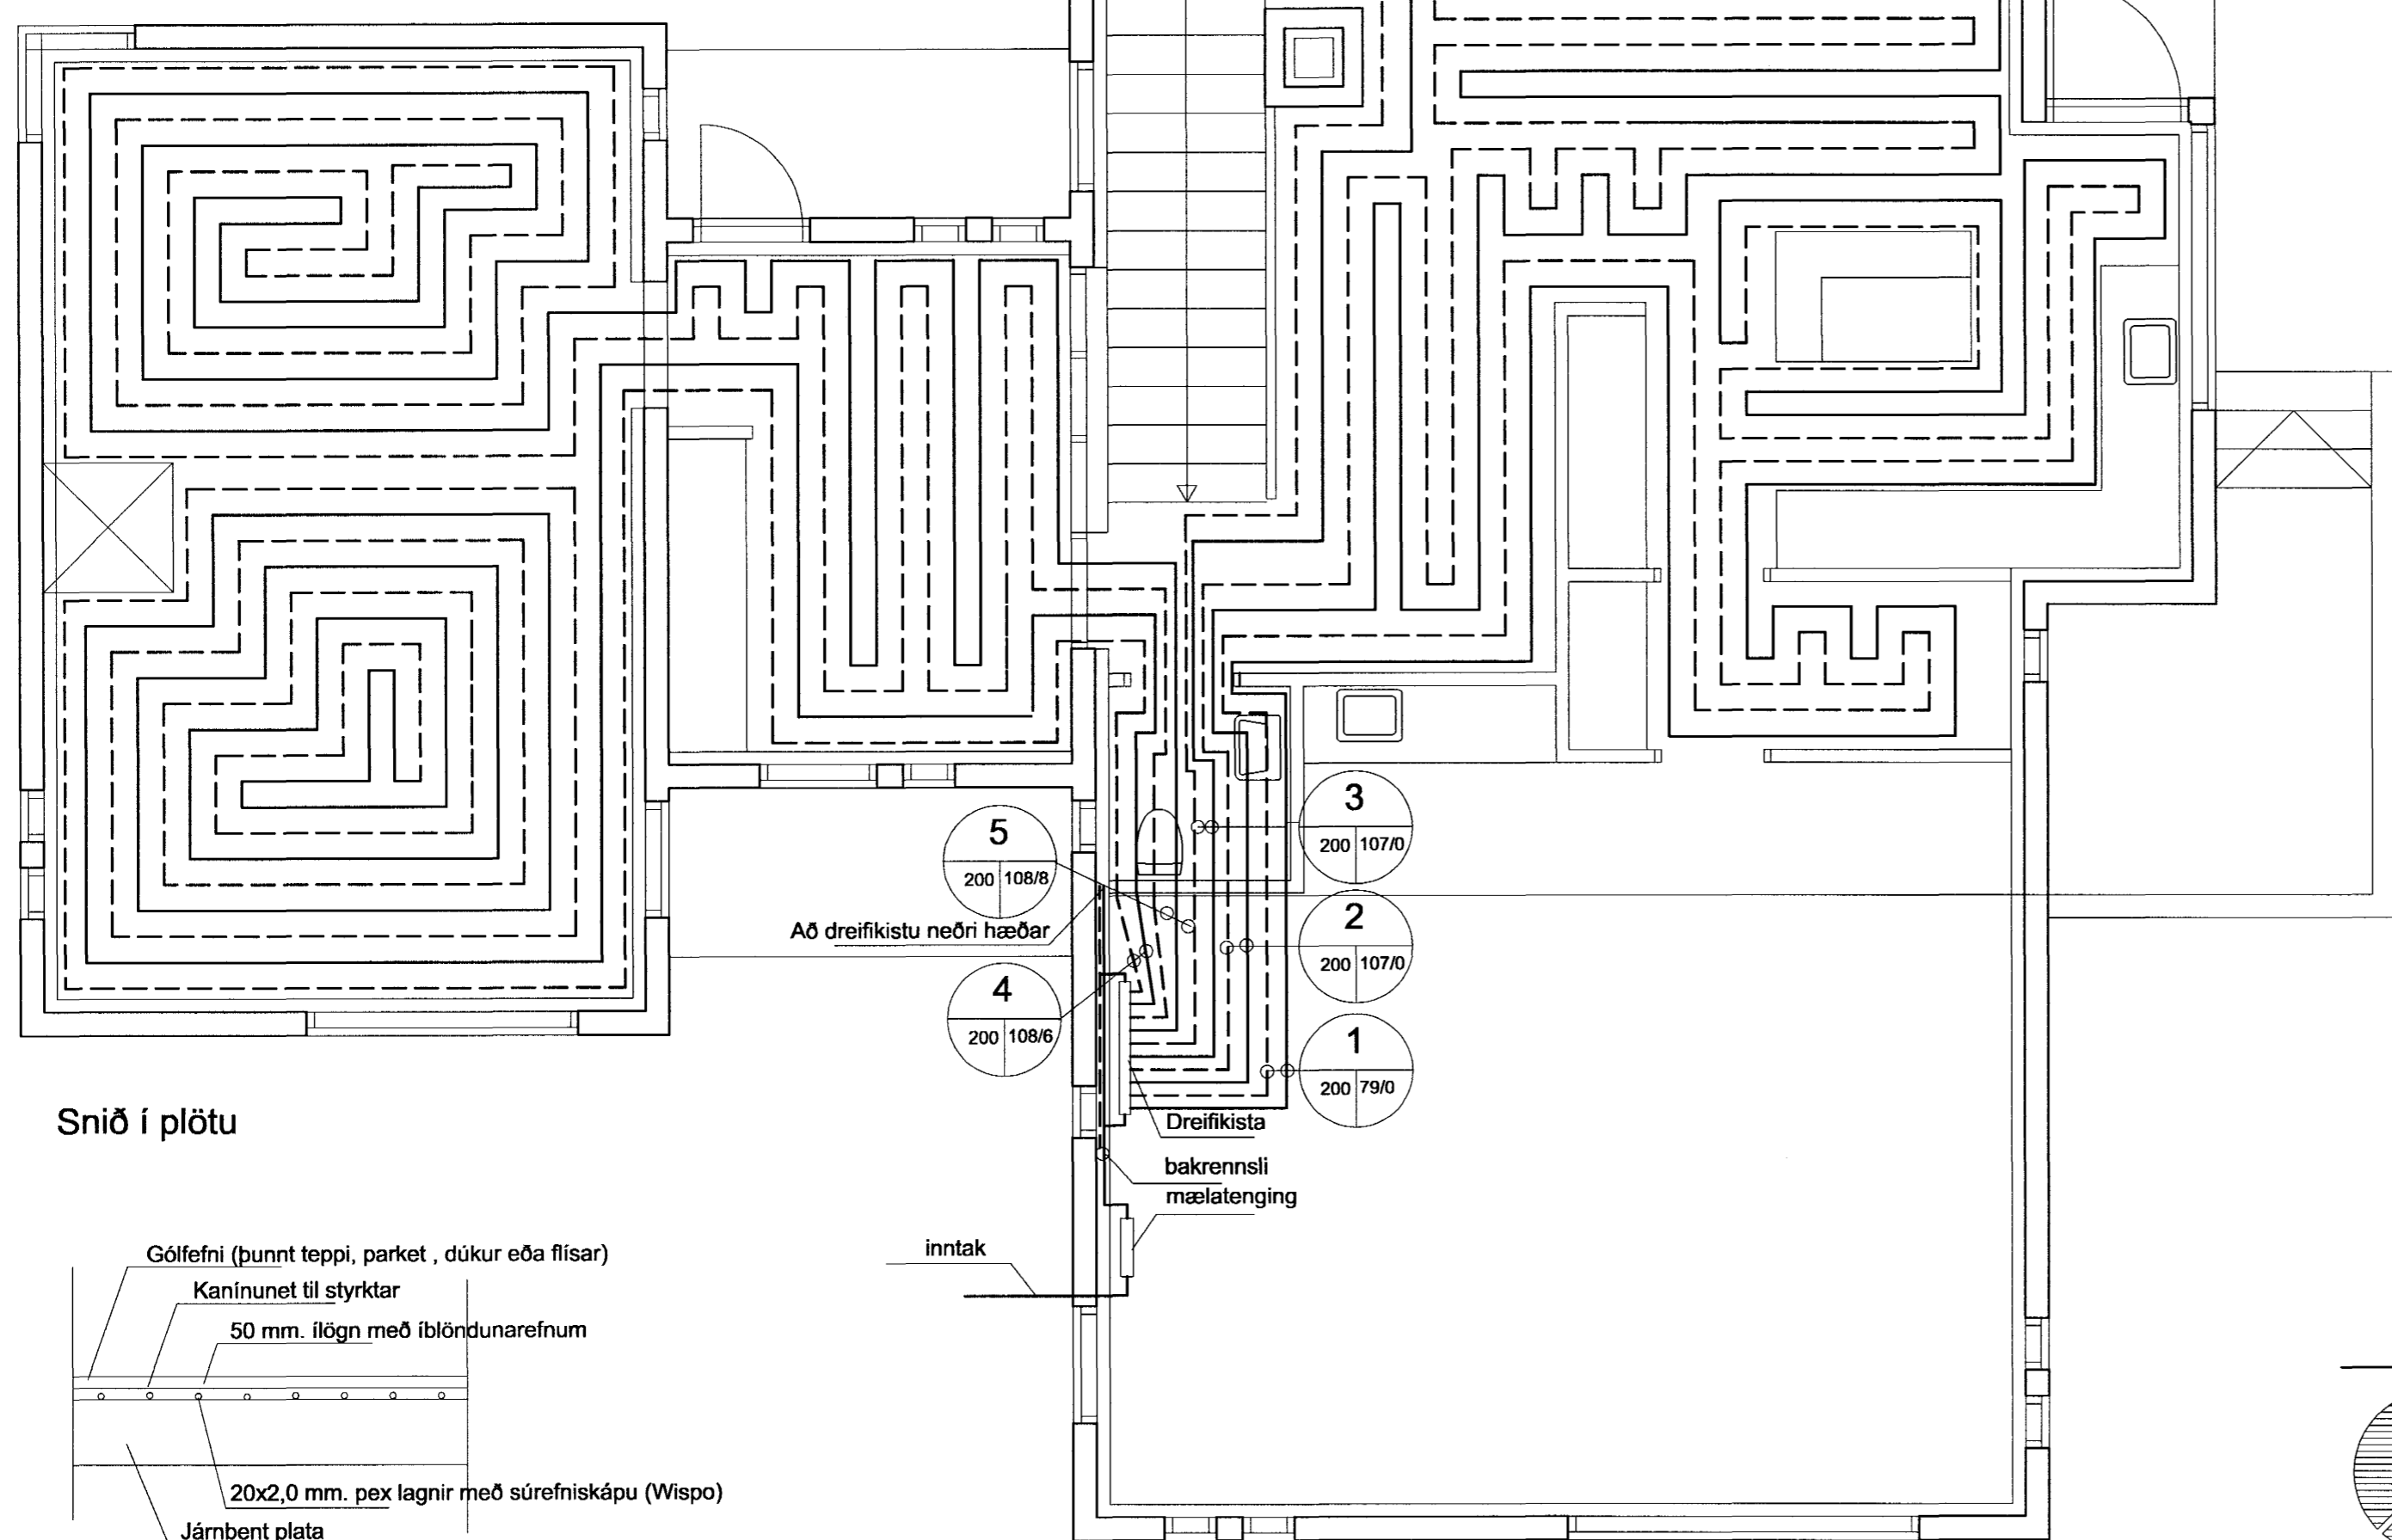 3
200 107/0
5
200 108/8
2
200 107/0
Að dreifikistu neðri hæðar
4
200 108/6
1
200 79/0
Dreifikista
bakrennsli
mælatenging
inntak
Snið í plötu
Gólfefni (þunnt teppi, parket , dúkur eða flísar)
Kanínunet til styrktar
50 mm. ílögn með íblöndunarefnum
20x2,0 mm. pex lagnir með súrefniskápu (Wispo)
Járnbent plata